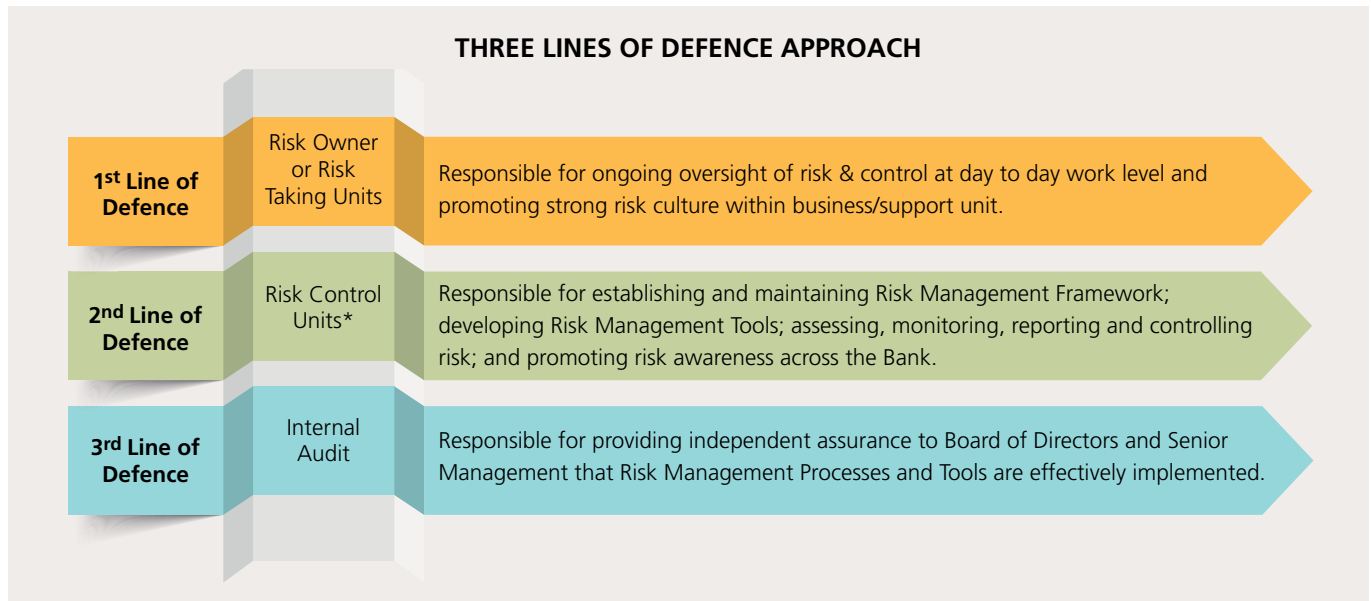 THREE LINES OF DEFENCE APPROACH
1st Line of
Defence
Risk Owner
or Risk
Taking Units
Responsible for ongoing oversight of risk & control at day to day work level and
promoting strong risk culture within business/support unit.
2nd Line of
Defence
Risk Control
Units*
Responsible for establishing and maintaining Risk Management Framework;
developing Risk Management Tools; assessing, monitoring, reporting and controlling
risk; and promoting risk awareness across the Bank.
3rd Line of
Defence
Internal
Audit
Responsible for providing independent assurance to Board of Directors and Senior
Management that Risk Management Processes and Tools are effectively implemented.